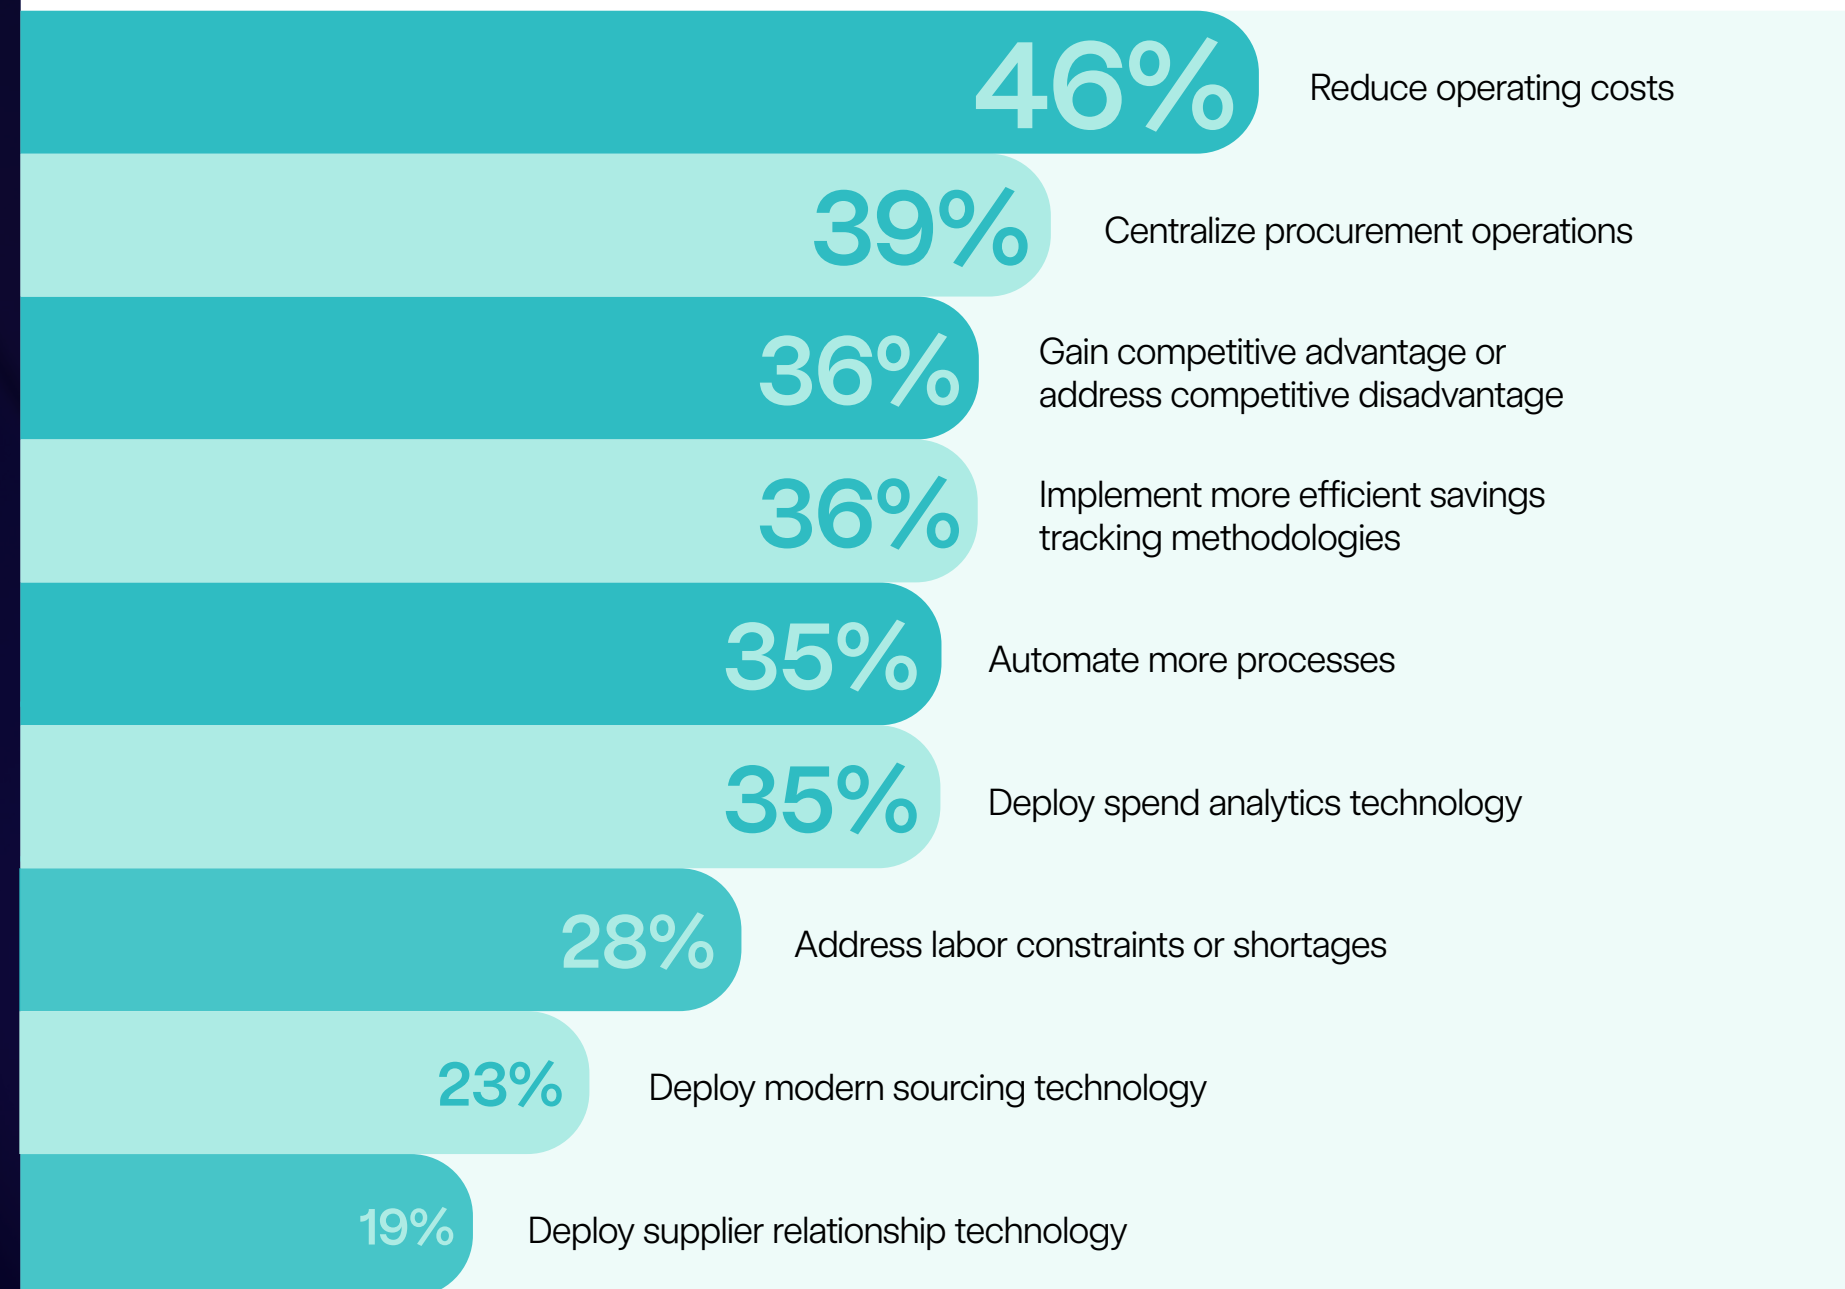 46%
Reduce operating costs
39%
Centralize procurement operations
36%
Gain competitive advantage or
address competitive disadvantage
36%
Implement more efficient savings
tracking methodologies
35%
Automate more processes
35%
Deploy spend analytics technology
28%
Address labor constraints or shortages
23%
Deploy modern sourcing technology
19%
Deploy supplier relationship technology